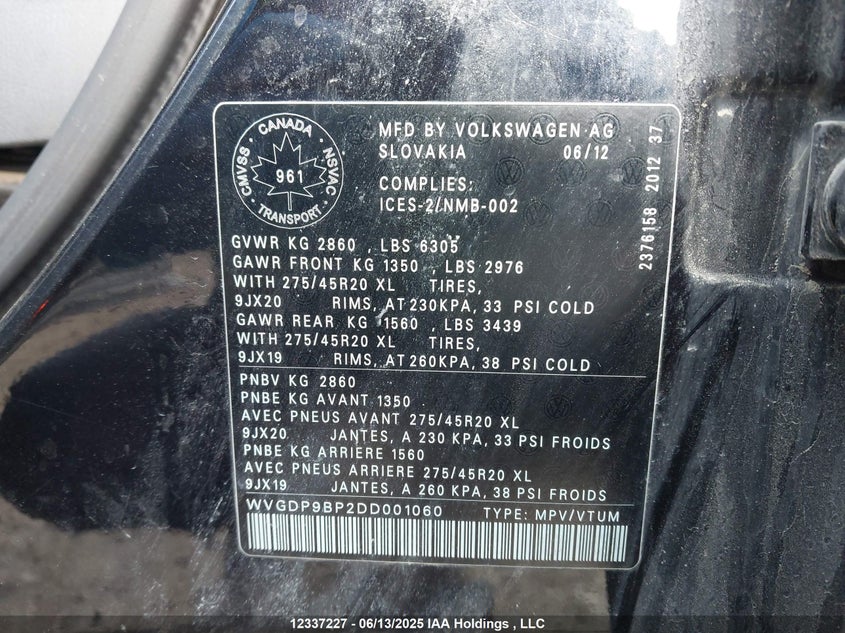 CANADA
CMVSS · NSVAC
961
TRANSPORT
MFD BY VOLKSWAGEN AG
SLOVAKIA 06/12
COMPLIES:
ICES-2/NMB-002
2376158 2012 37
GVWR KG 2860 , LBS 6305
GAWR FRONT KG 1350 , LBS 2976
WITH 275/45R20 XL TIRES,
9JX20 RIMS, AT 230KPA, 33 PSI COLD
GAWR REAR KG 1560 , LBS 3439
WITH 275/45R20 XL TIRES,
9JX19 RIMS, AT 260KPA, 38 PSI COLD
PNBV KG 2860
PNBE KG AVANT 1350
AVEC PNEUS AVANT 275/45R20 XL
9JX20 JANTES, A 230 KPA, 33 PSI FROIDS
PNBE KG ARRIERE 1560
AVEC PNEUS ARRIERE 275/45R20 XL
9JX19 JANTES, A 260 KPA, 38 PSI FROIDS
WVGDP9BP2DD001060 TYPE: MPV/VTUM
12337227 - 06/13/2025 IAA Holdings , LLC